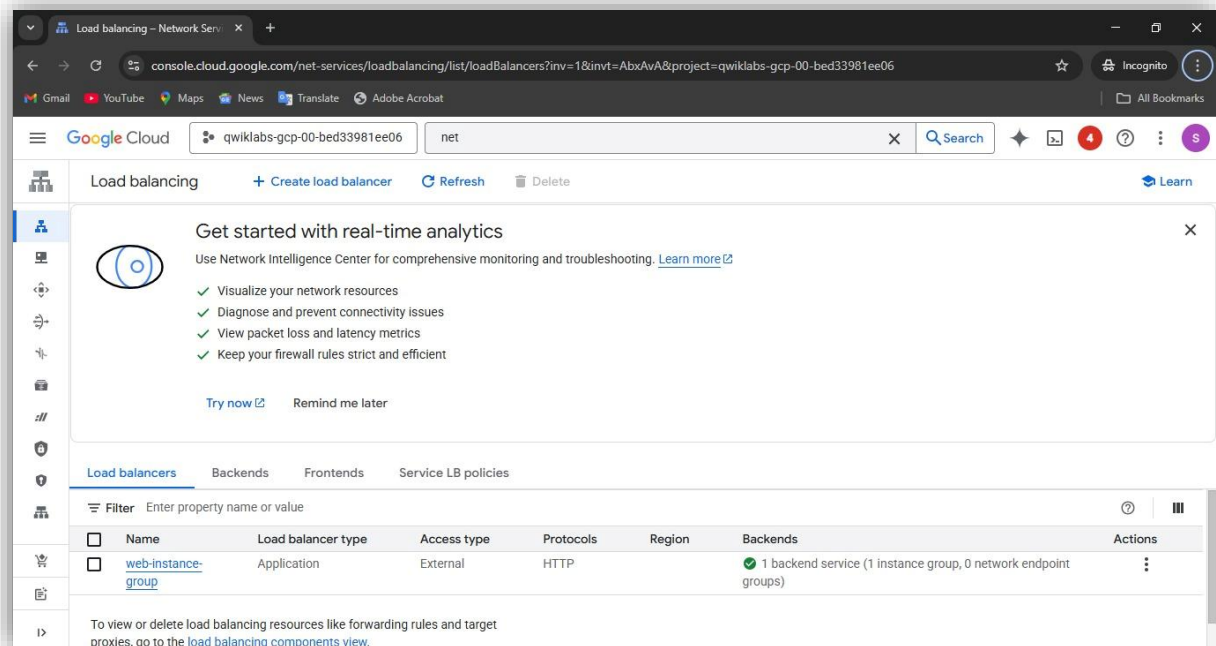 Load balancing – Network Servi
console.cloud.google.com/net-services/loadbalancing/list/loadBalancers?inv=1&invt=AbxAvA&project=qwiklabs-gcp-00-bed33981ee06
Incognito
Gmail YouTube Maps News Translate Adobe Acrobat All Bookmarks
Google Cloud qwiklabs-gcp-00-bed33981ee06 net Search 4 S
Load balancing + Create load balancer Refresh Delete Learn
Get started with real-time analytics
Use Network Intelligence Center for comprehensive monitoring and troubleshooting. Learn more
Visualize your network resources
Diagnose and prevent connectivity issues
View packet loss and latency metrics
Keep your firewall rules strict and efficient
Try now Remind me later
Load balancers Backends Frontends Service LB policies
Filter Enter property name or value
Name Load balancer type Access type Protocols Region Backends Actions
web-instance- Application External HTTP 1 backend service (1 instance group, 0 network endpoint
group groups)
To view or delete load balancing resources like forwarding rules and target
proxies, go to the load balancing components view.